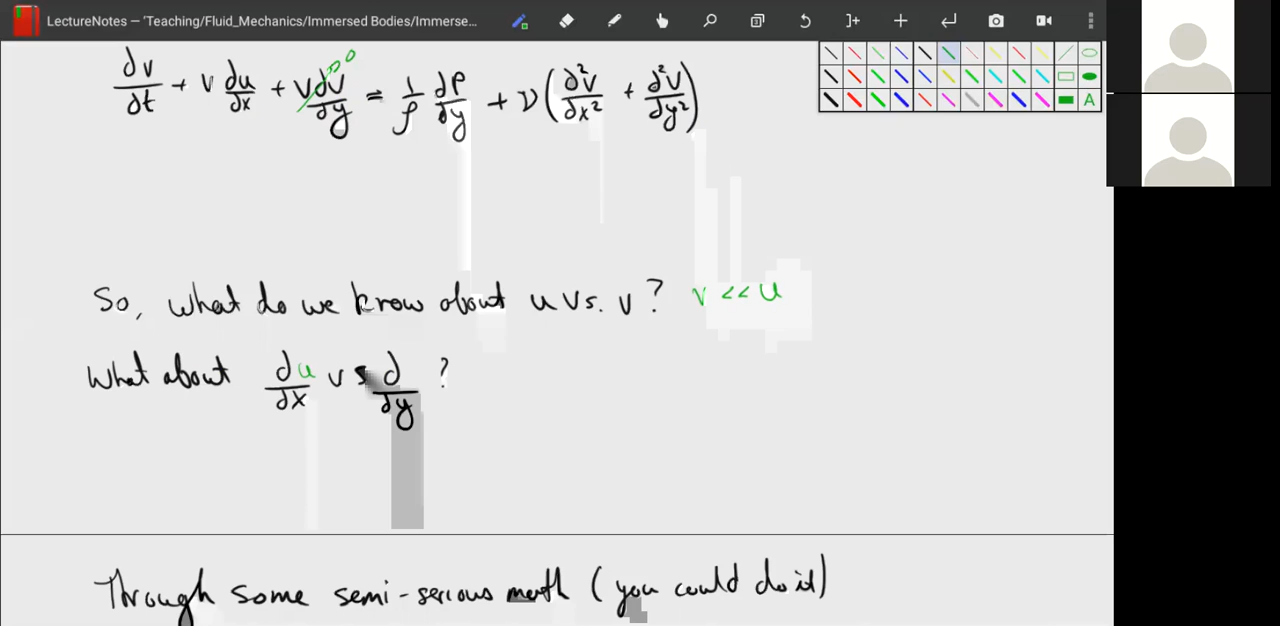 LectureNotes — 'Teaching/Fluid_Mechanics/Immersed Bodies/Immerse...
∂v/∂t + v ∂u/∂x + v∂v/∂y 0 = 1/ρ ∂P/∂y + ν(∂²v/∂x² + ∂²v/∂y²)
So, what do we know about u vs. v? v << u
What about ∂u/∂x vs ∂/∂y ?
Through some semi-serious math (you could do it)
A